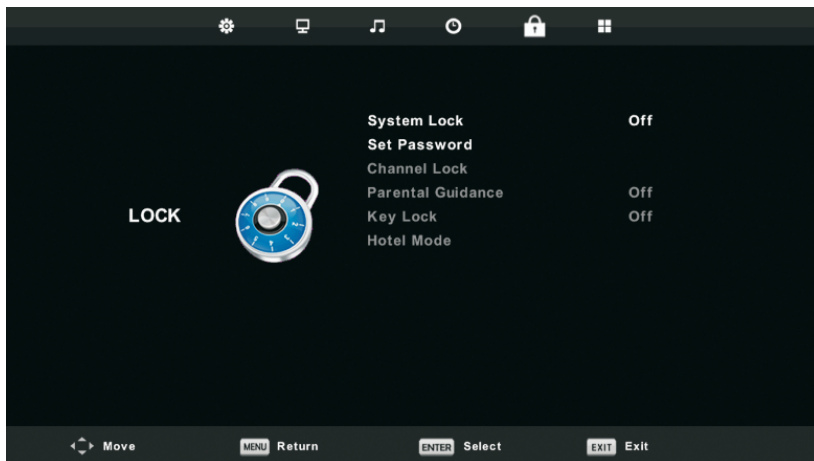 System Lock Off
Set Password
Channel Lock
Parental Guidance Off
LOCK
Key Lock Off
Hotel Mode
Move MENU Return ENTER Select EXIT Exit